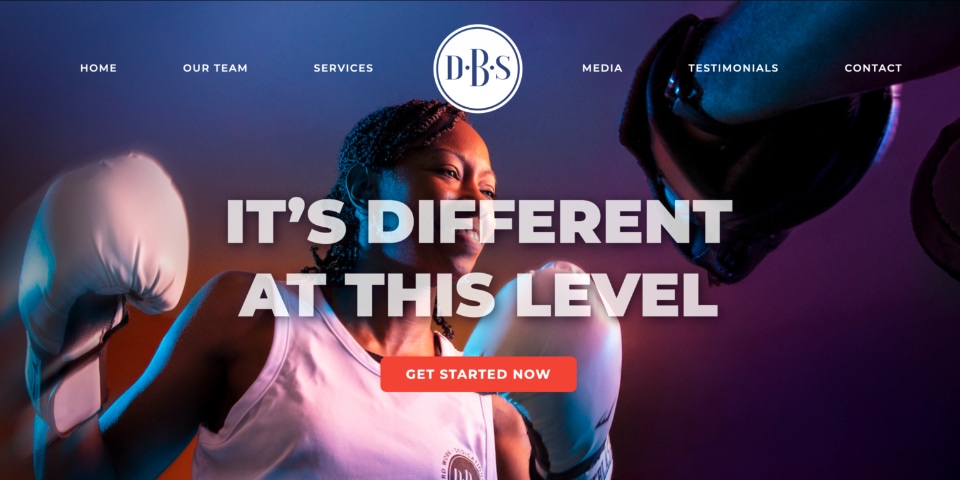 HOME
OUR TEAM
SERVICES
D·B·S
MEDIA
TESTIMONIALS
CONTACT
IT’S DIFFERENT
AT THIS LEVEL
GET STARTED NOW